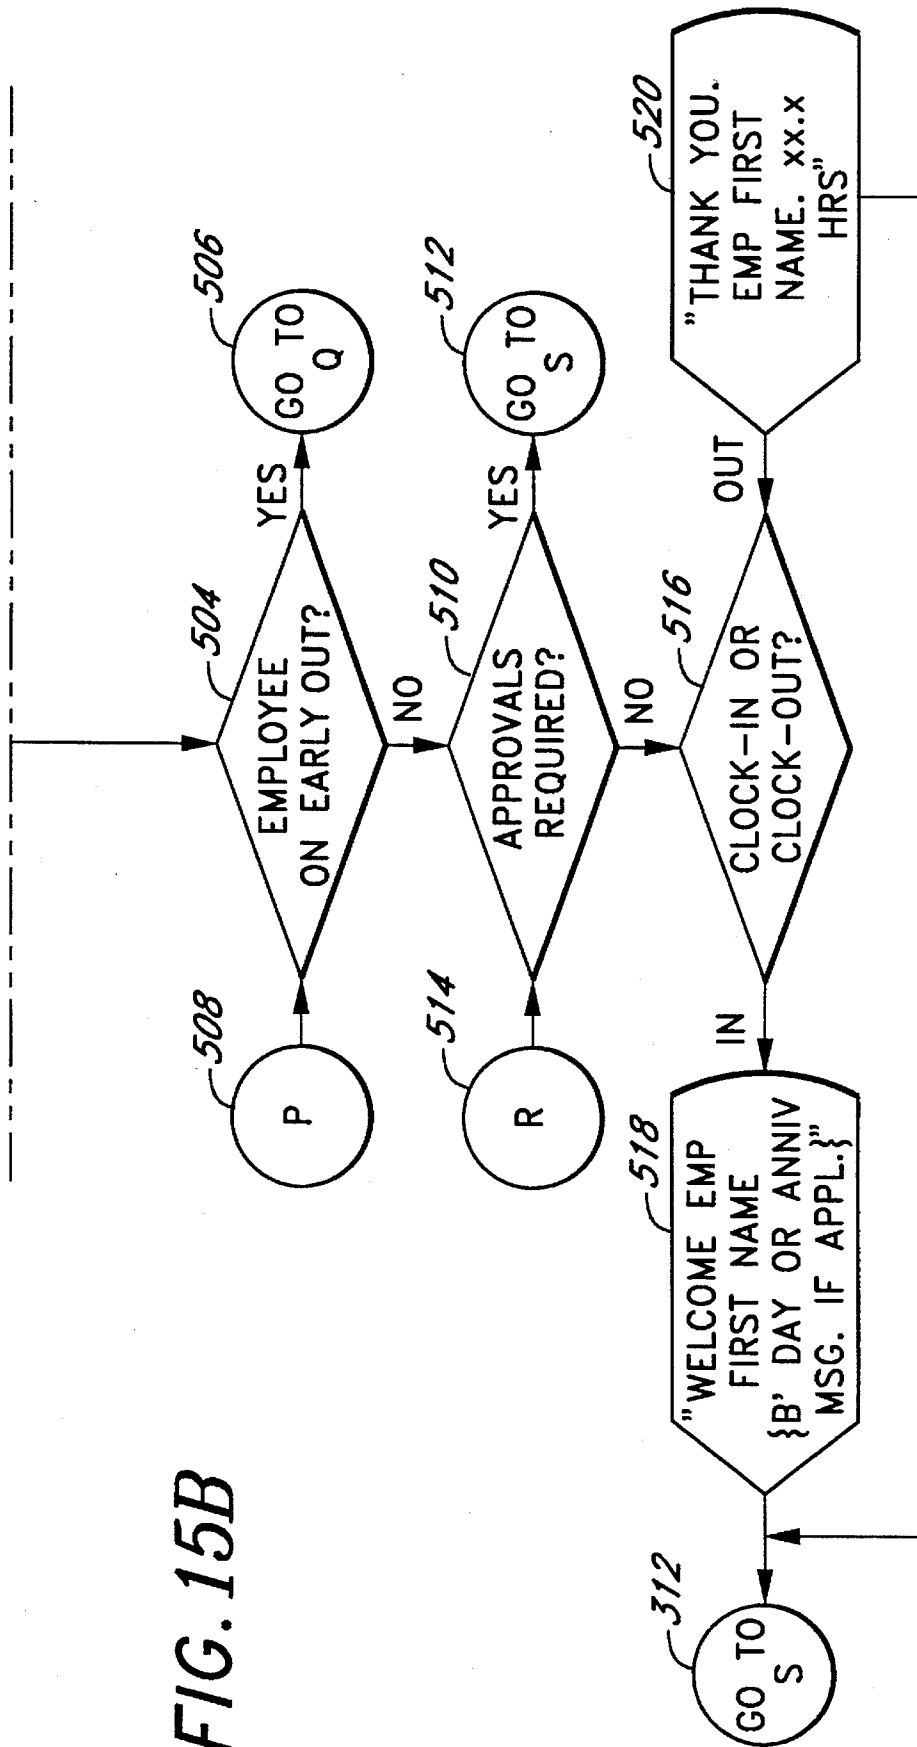 FIG. 15B
508
P
504
EMPLOYEE
ON EARLY OUT?
YES
506
GO TO
Q
NO
514
R
510
APPROVALS
REQUIRED?
YES
512
GO TO
S
NO
312
GO TO
S
518
"WELCOME EMP
FIRST NAME
{B' DAY OR ANNIV
MSG. IF APPL.}"
IN
516
CLOCK-IN OR
CLOCK-OUT?
OUT
520
"THANK YOU.
EMP FIRST
NAME. xx.x
HRS"